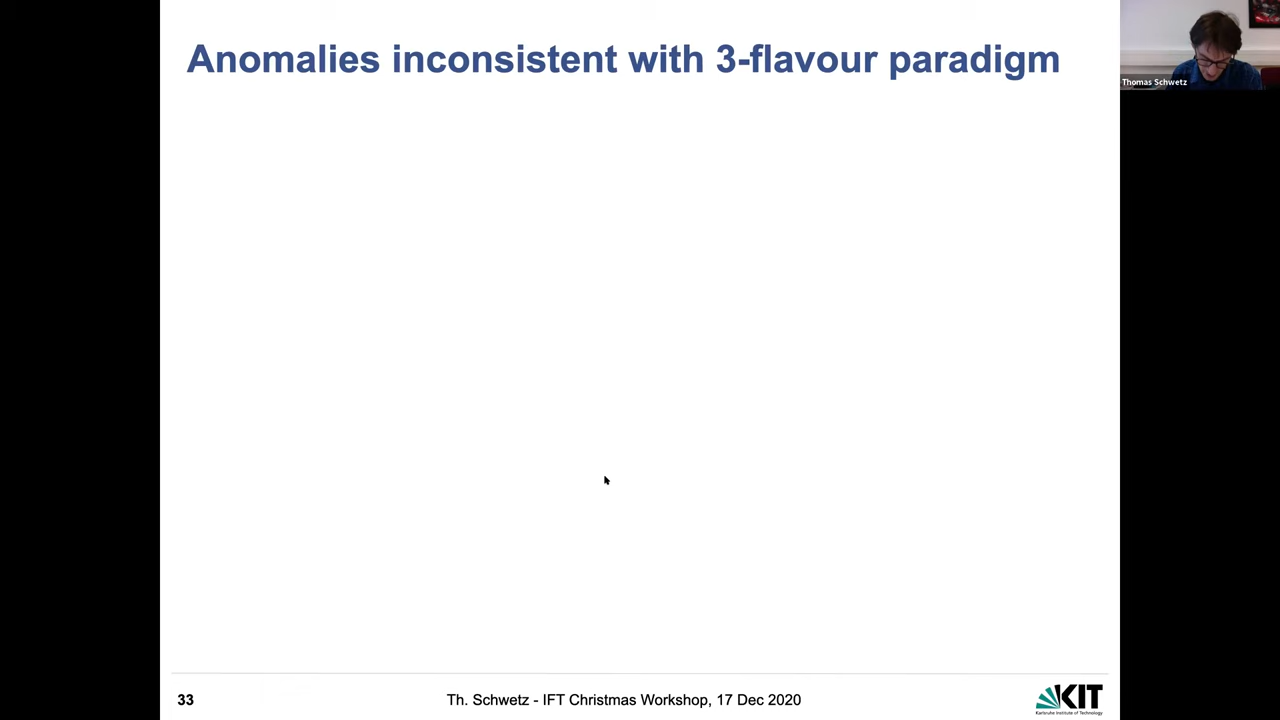 Anomalies inconsistent with 3-flavour paradigm
Thomas Schwetz
33
Th. Schwetz - IFT Christmas Workshop, 17 Dec 2020
KIT
Karlsruhe Institute of Technology